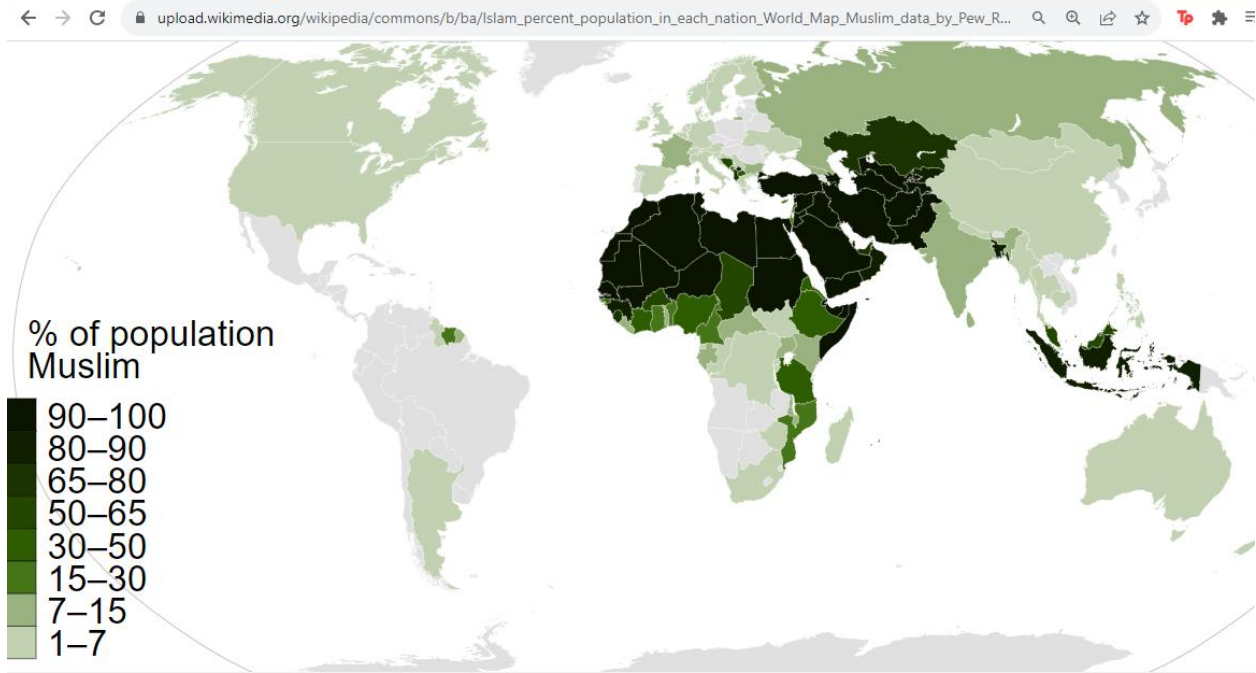 upload.wikimedia.org/wikipedia/commons/b/ba/Islam_percent_population_in_each_nation_World_Map_Muslim_data_by_Pew_R...
Tp
% of population
Muslim
90–100
80–90
65–80
50–65
30–50
15–30
7–15
1–7